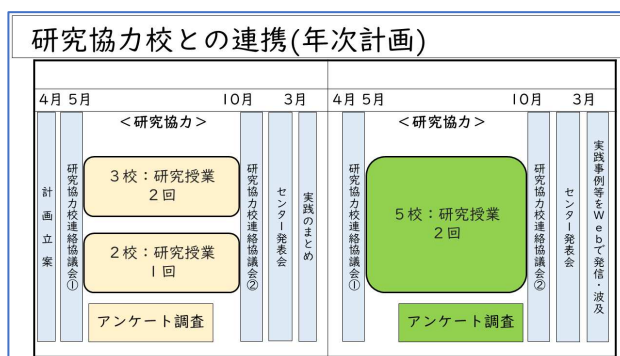 研究協力校との連携(年次計画)
4月 5月 10月 3月 4月 5月 10月 3月
<研究協力> <研究協力>
計画立案
研究協力校連絡協議会①
3校：研究授業
2回
2校：研究授業
1回
アンケート調査
研究協力校連絡協議会②
センター発表会
実践のまとめ
研究協力校連絡協議会①
5校：研究授業
2回
アンケート調査
研究協力校連絡協議会②
センター発表会
実践事例等をWebで発信・波及